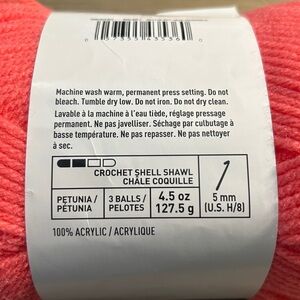 Machine wash warm, permanent press setting. Do not
bleach. Tumble dry low. Do not iron. Do not dry clean.
Lavable à la machine à l'eau tiède, réglage pressage
permanent. Ne pas javelliser. Séchage par culbutage à
basse température. Ne pas repasser. Ne pas nettoyer
à sec.
CROCHET SHELL SHAWL
CHÂLE COQUILLE
PETUNIA/
PÉTUNIA
3 BALLS/
PELOTES
4.5 oz
127.5 g
5 mm
(U.S. H/8)
100% ACRYLIC / ACRYLIQUE